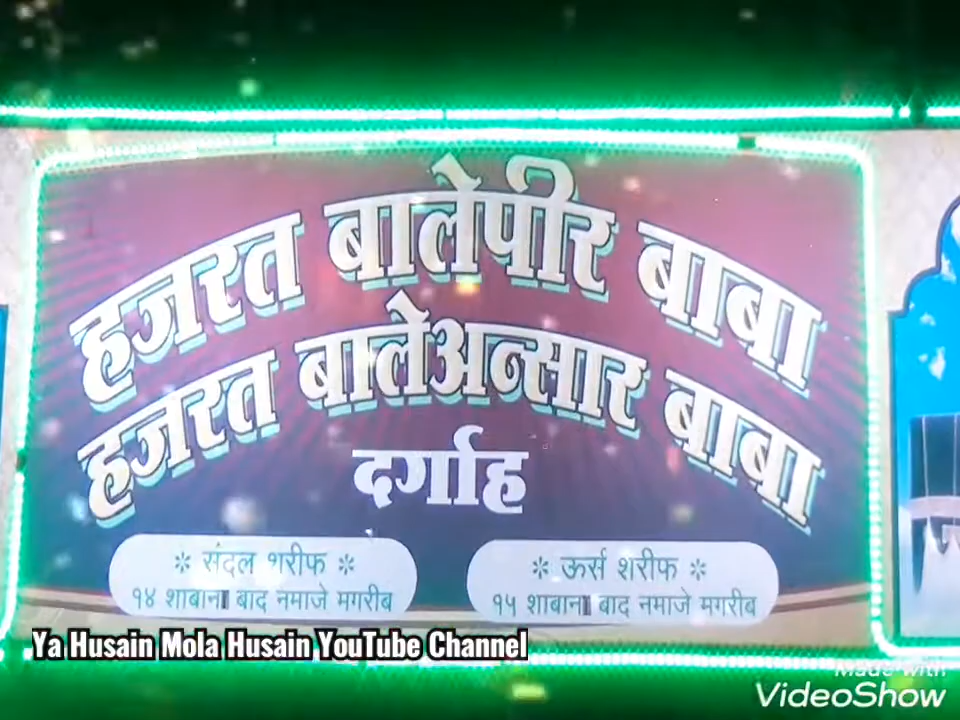 हजरत बालेपीर बाबा
हजरत बालेअन्सार बाबा
दर्गाह
संदल शरीफ
१४ शाबान बाद नमाजे मगरीब
ऊर्स शरीफ
१५ शाबान बाद नमाजे मगरीब
Ya Husain Mola Husain YouTube Channel
Made with
VideoShow